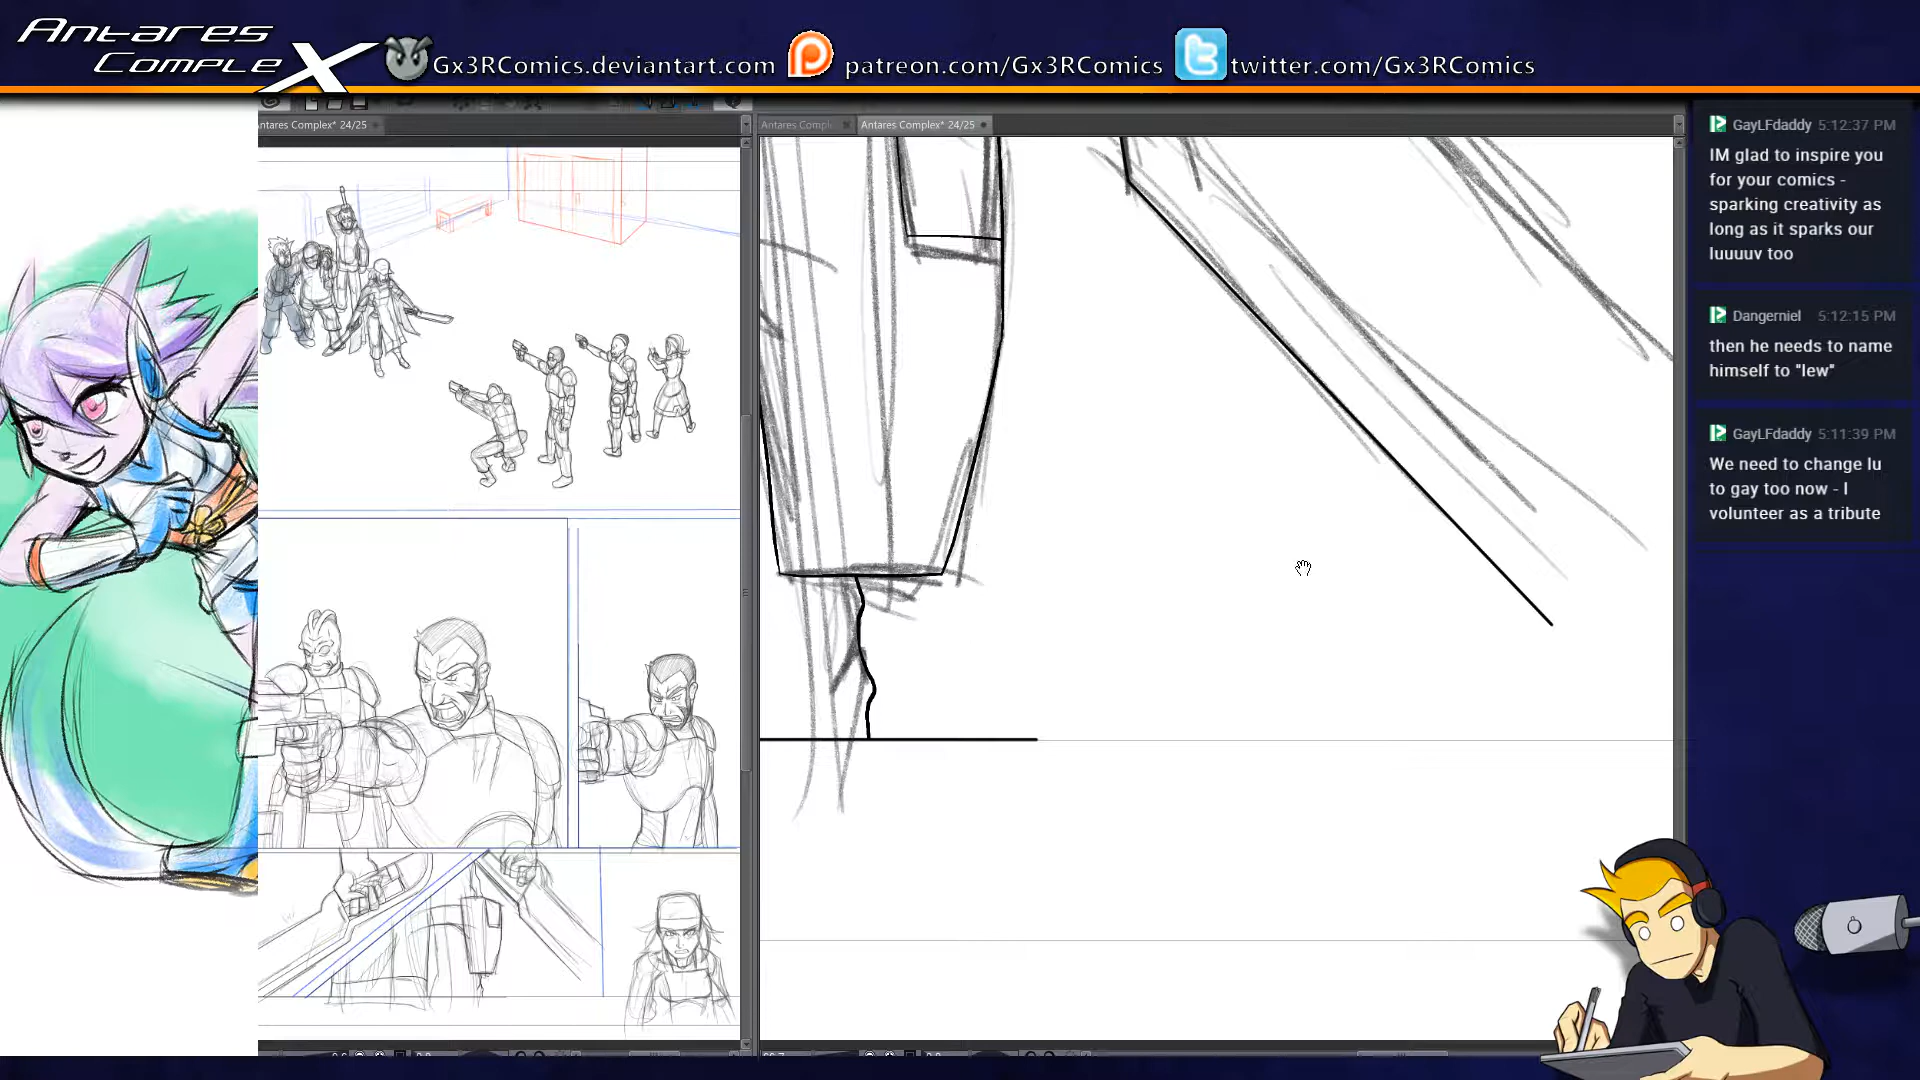 Antares
Complex
Gx3RComics.deviantart.com
patreon.com/Gx3RComics
twitter.com/Gx3RComics
ntares Complex* 24/25
Antares Compl
Antares Complex* 24/25
GayLFdaddy 5:12:37 PM
IM glad to inspire you
for your comics -
sparking creativity as
long as it sparks our
luuuuv too
Dangerniel 5:12:15 PM
then he needs to name
himself to "lew"
GayLFdaddy 5:11:39 PM
We need to change lu
to gay too now - I
volunteer as a tribute